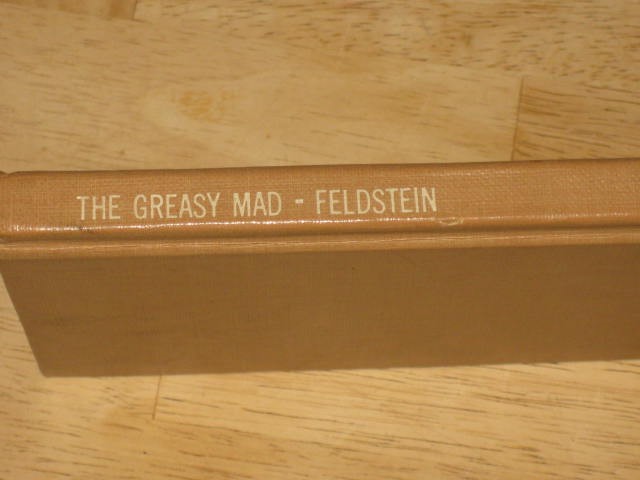 THE GREASY MAD - FELDSTEIN